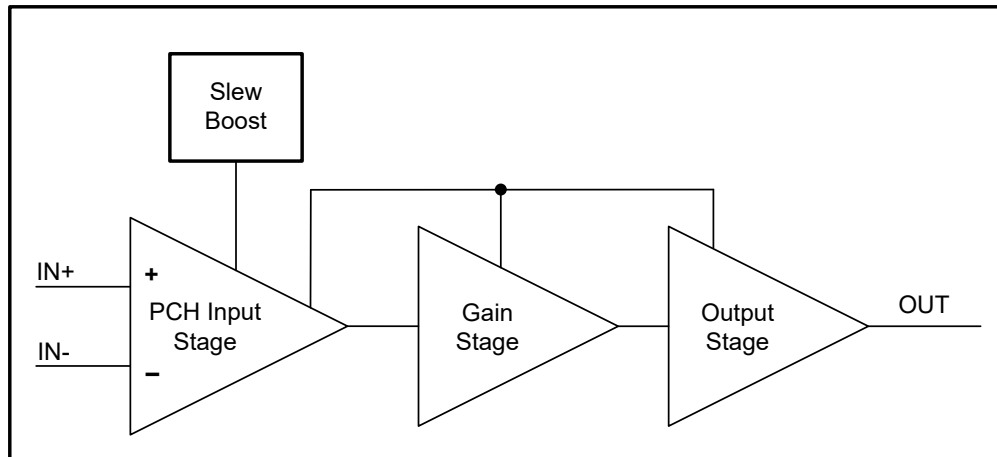 Slew
Boost
IN+
+
PCH Input
Stage
IN-
−
Gain
Stage
Output
Stage
OUT